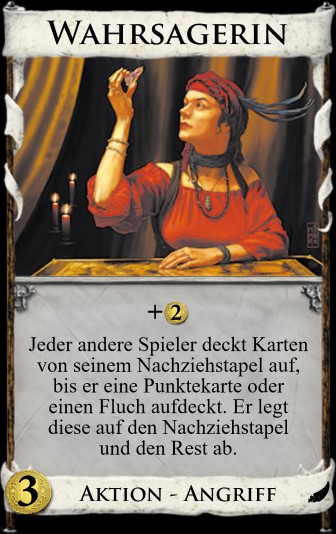 Wahrsagerin
+2
Jeder andere Spieler deckt Karten
von seinem Nachziehstapel auf,
bis er eine Punktekarte oder
einen Fluch aufdeckt. Er legt
diese auf den Nachziehstapel
und den Rest ab.
3 Aktion - Angriff